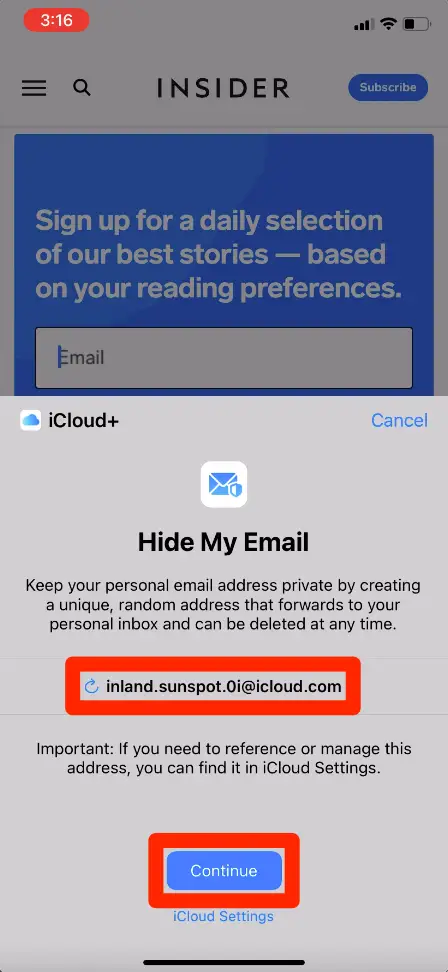 3:16
INSIDER
Subscribe
Sign up for a daily selection
of our best stories — based
on your reading preferences.
Email
iCloud+
Cancel
Hide My Email
Keep your personal email address private by creating
a unique, random address that forwards to your
personal inbox and can be deleted at any time.
inland.sunspot.0i@icloud.com
Important: If you need to reference or manage this
address, you can find it in iCloud Settings.
Continue
iCloud Settings